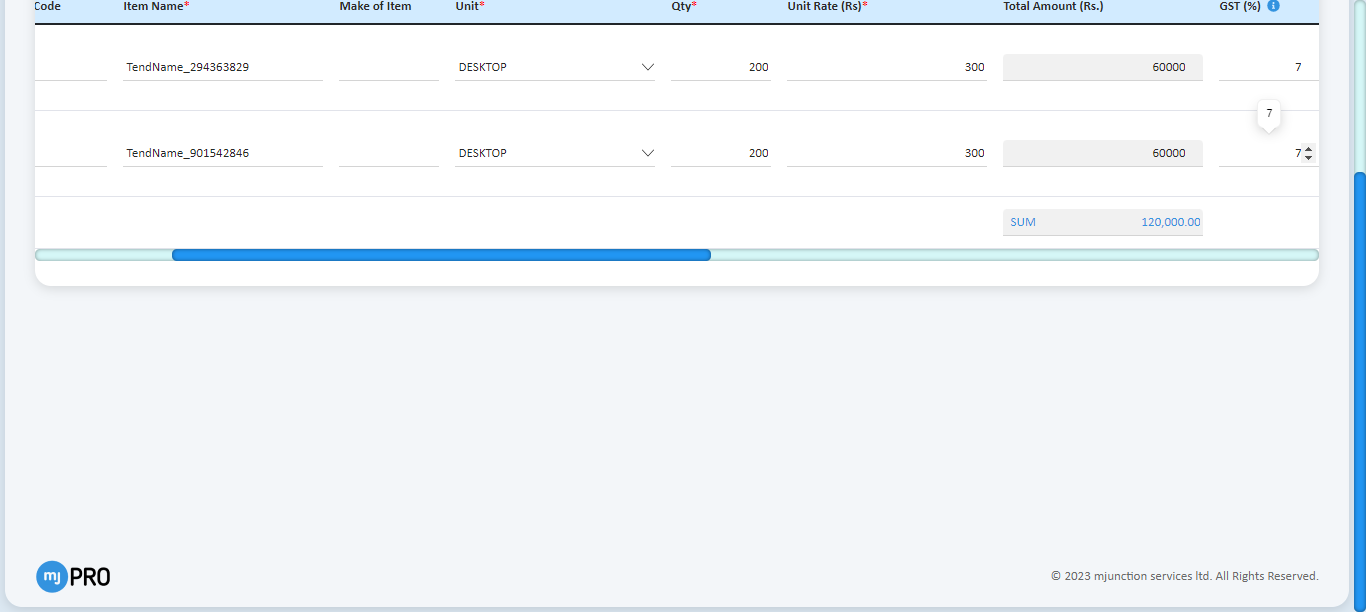 Code Item Name* Make of Item Unit* Qty* Unit Rate (Rs)* Total Amount (Rs.) GST (%) i
TendName_294363829 DESKTOP 200 300 60000 7
7
TendName_901542846 DESKTOP 200 300 60000 7
SUM 120,000.00
mj PRO © 2023 mjunction services ltd. All Rights Reserved.